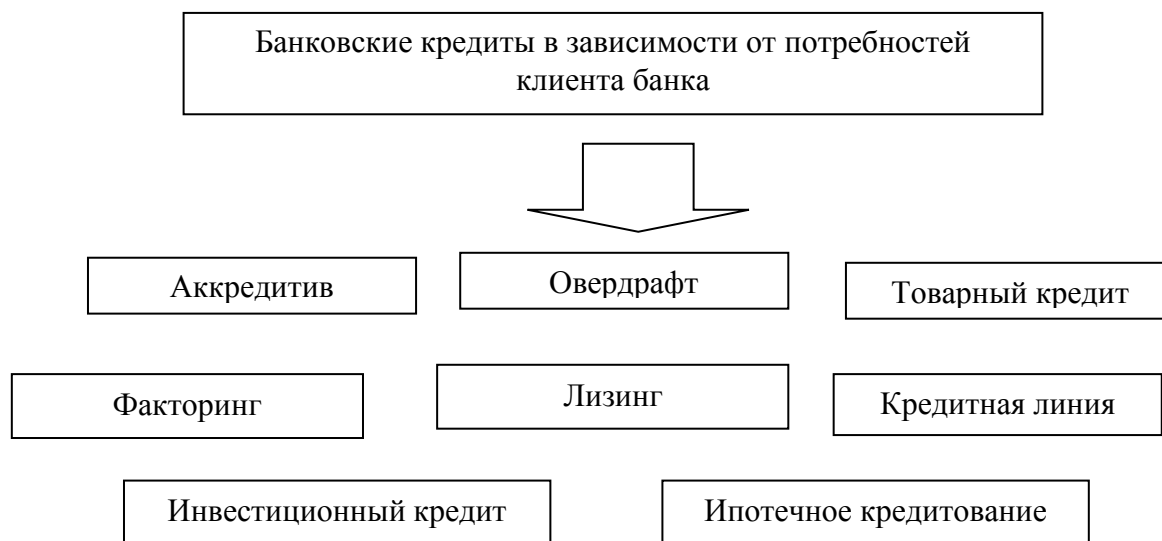 Банковские кредиты в зависимости от потребностей
клиента банка
Аккредитив
Овердрафт
Товарный кредит
Факторинг
Лизинг
Кредитная линия
Инвестиционный кредит
Ипотечное кредитование